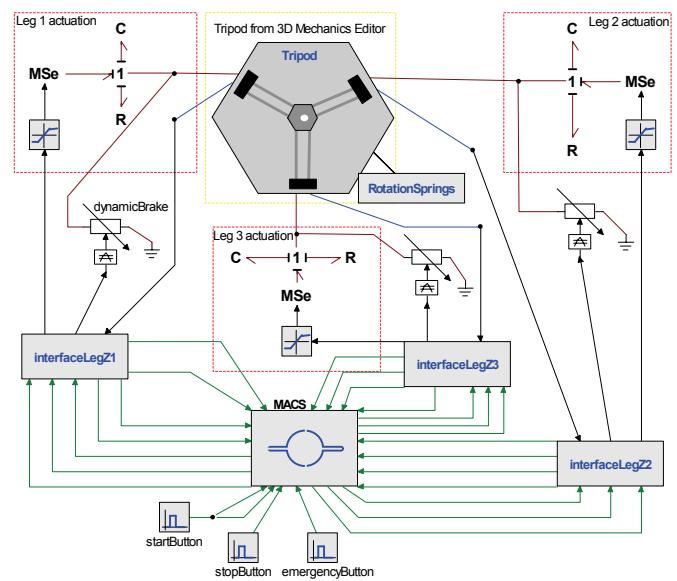 Leg 1 actuation
Tripod from 3D Mechanics Editor
Leg 2 actuation
C
MSe
1
R
Tripod
C
1
MSe
R
RotationSprings
dynamicBrake
Leg 3 actuation
C
1
R
MSe
interfaceLegZ1
interfaceLegZ3
MACS
interfaceLegZ2
startButton
stopButton
emergencyButton